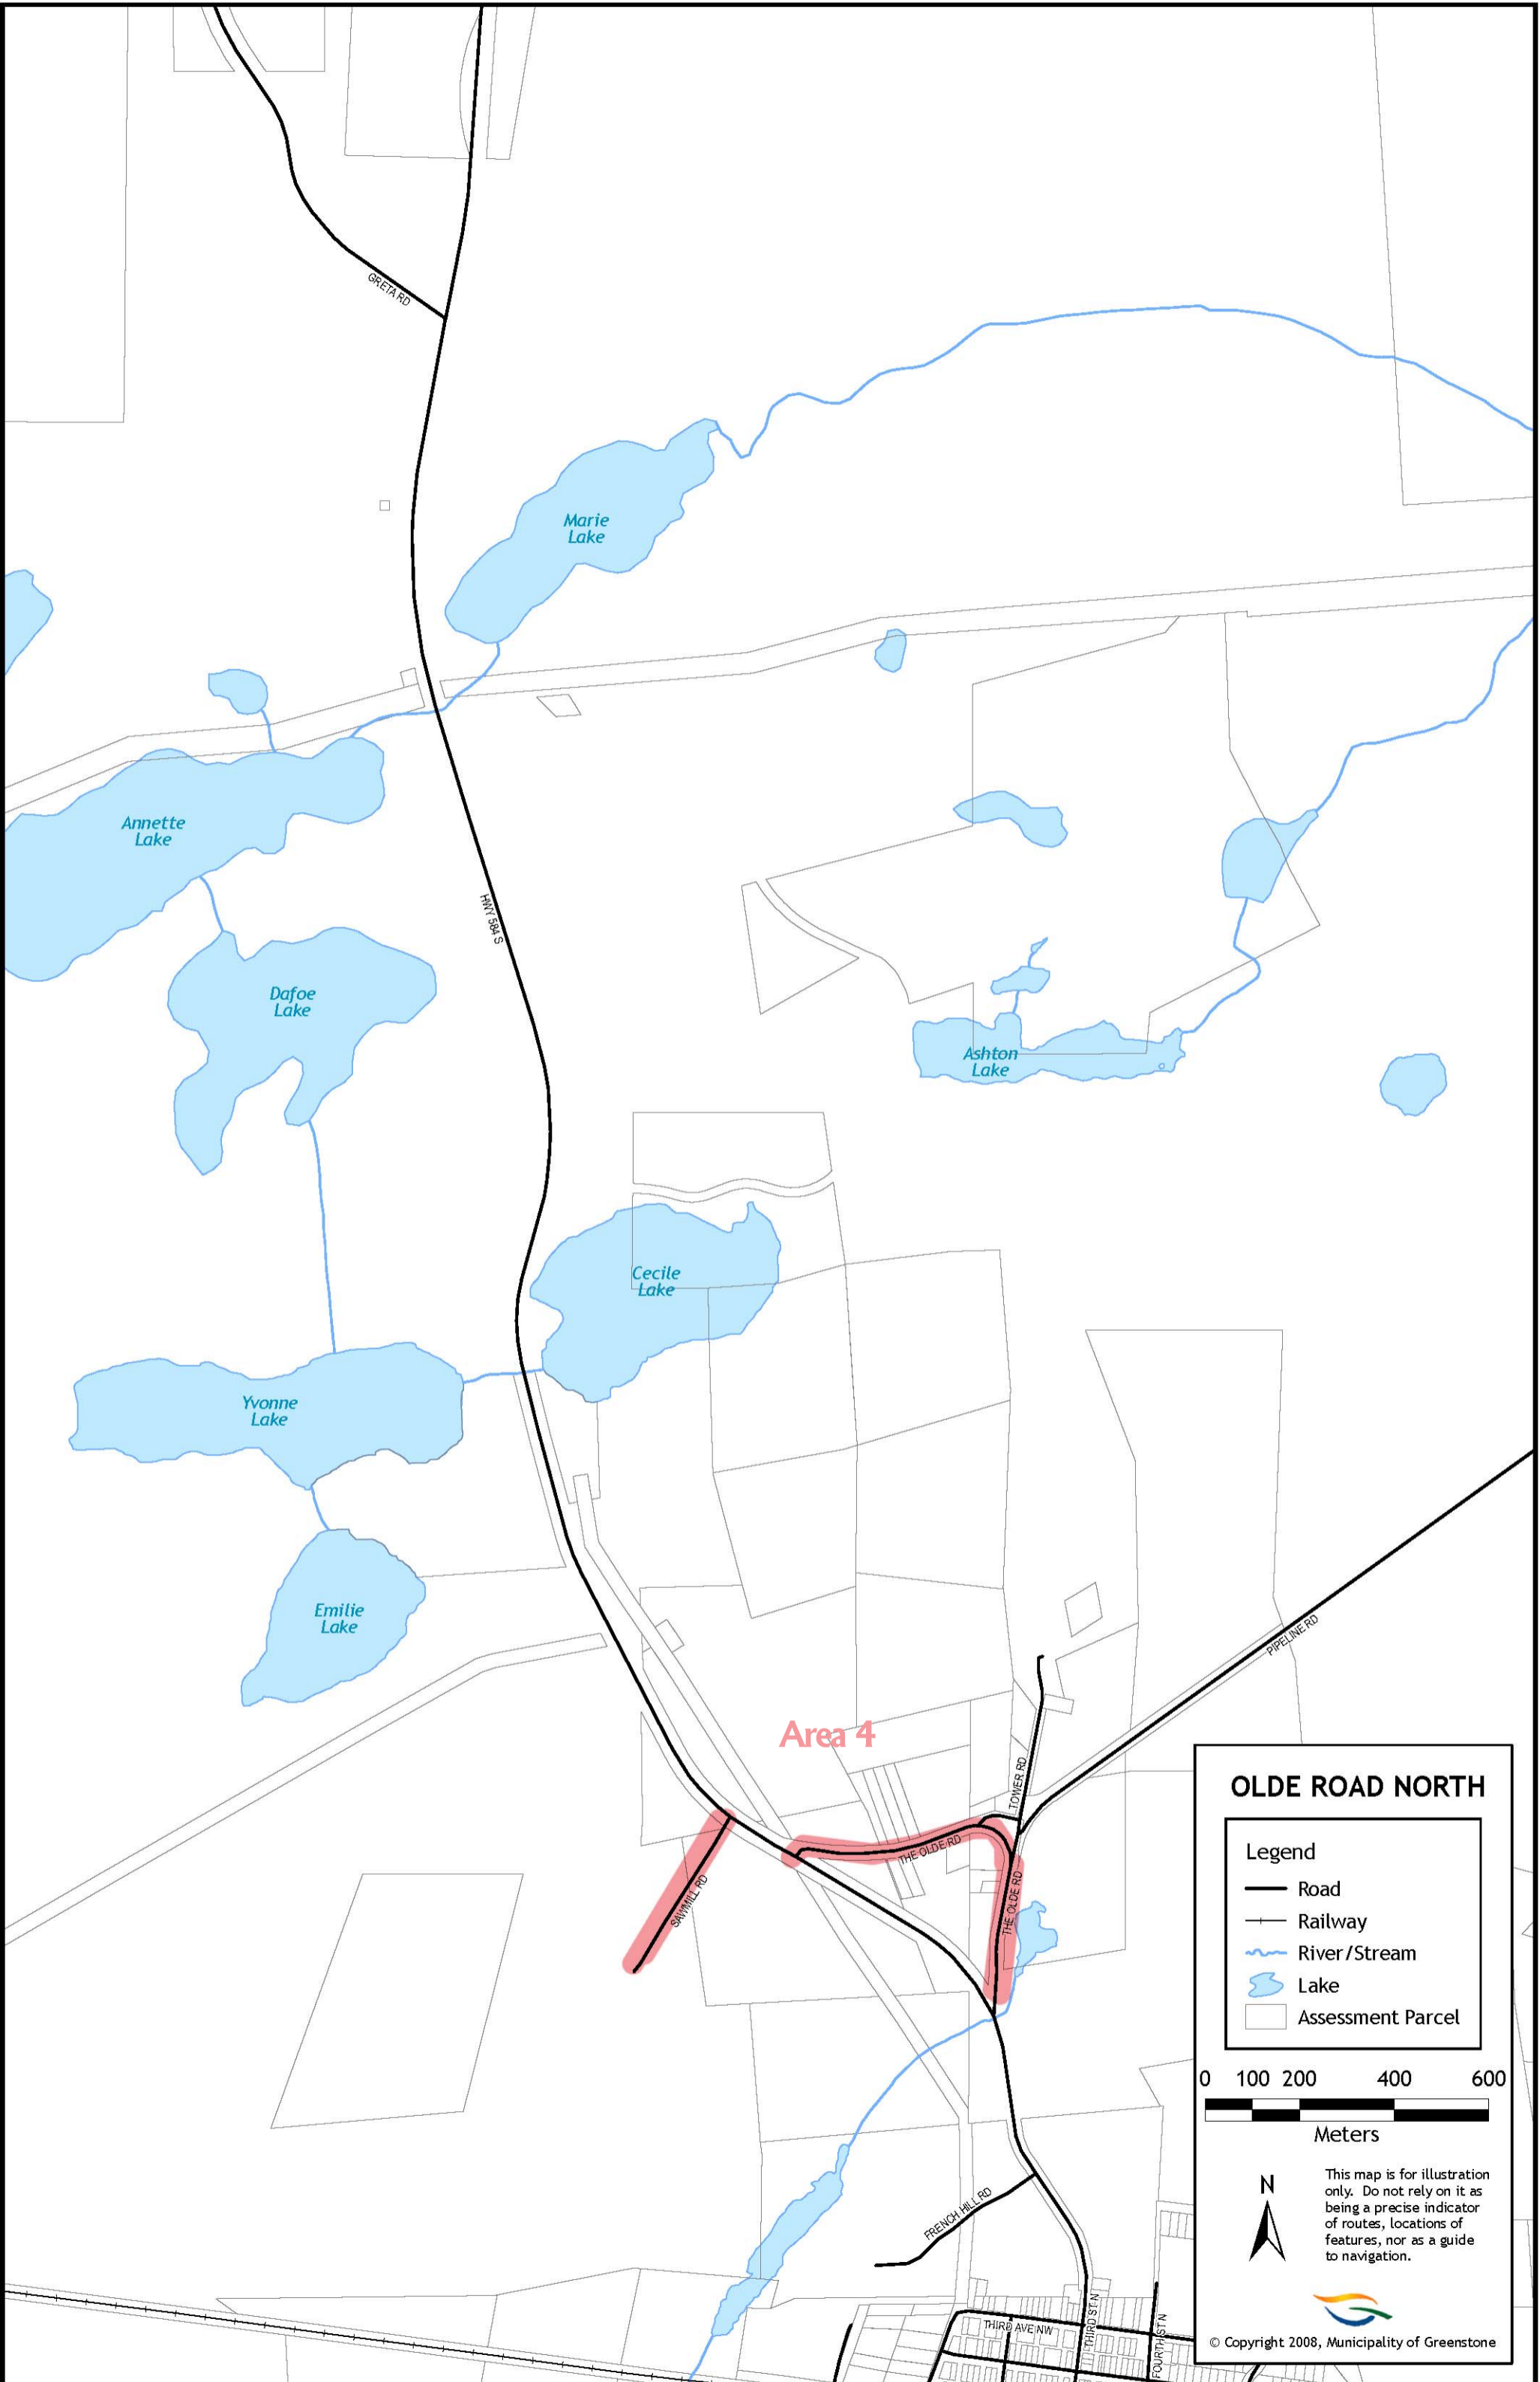 GRETA RD
Marie
Lake
Annette
Lake
HWY 584 S
Dafoe
Lake
Ashton
Lake
Cecile
Lake
Yvonne
Lake
Emilie
Lake
PIPELINE RD
Area 4
TOWER RD
THE OLDE RD
THE OLDE RD
SAWMILL RD
FRENCH HILL RD
THIRD AVE NW
THIRD ST N
FOURTH ST N
OLDE ROAD NORTH
Legend
Road
Railway
River/Stream
Lake
Assessment Parcel
0 100 200 400 600
Meters
N
This map is for illustration
only. Do not rely on it as
being a precise indicator
of routes, locations of
features, nor as a guide
to navigation.
© Copyright 2008, Municipality of Greenstone